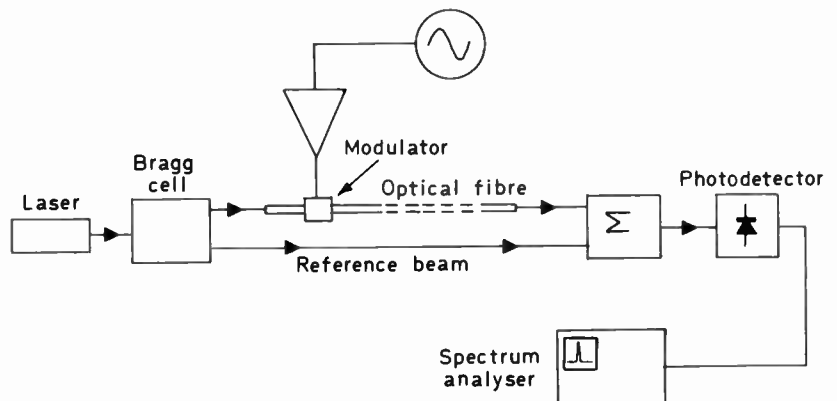 Modulator
Bragg
cell
Optical fibre
Photodetector
Laser
Σ
Reference beam
Spectrum
analyser